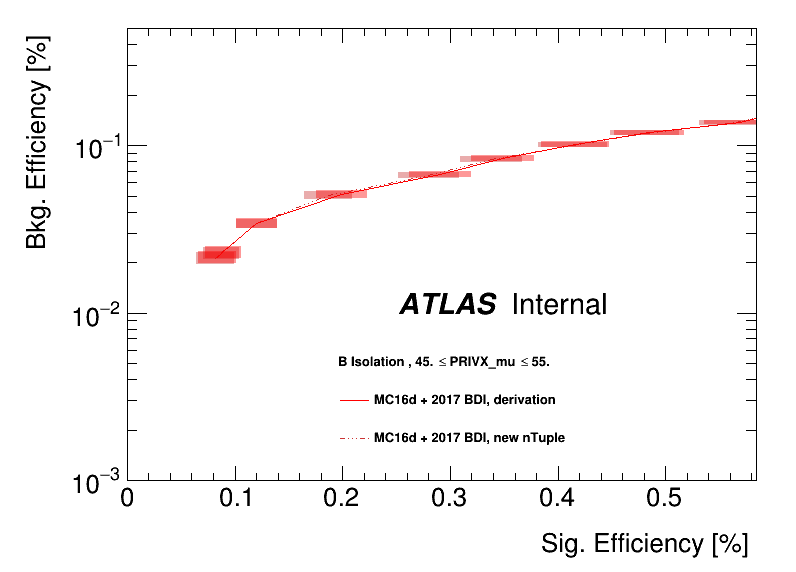 Bkg. Efficiency [%]
10⁻¹
10⁻²
10⁻³
ATLAS Internal
B Isolation , 45. ≤ PRIVX_mu ≤ 55.
MC16d + 2017 BDI, derivation
MC16d + 2017 BDI, new nTuple
0 0.1 0.2 0.3 0.4 0.5
Sig. Efficiency [%]